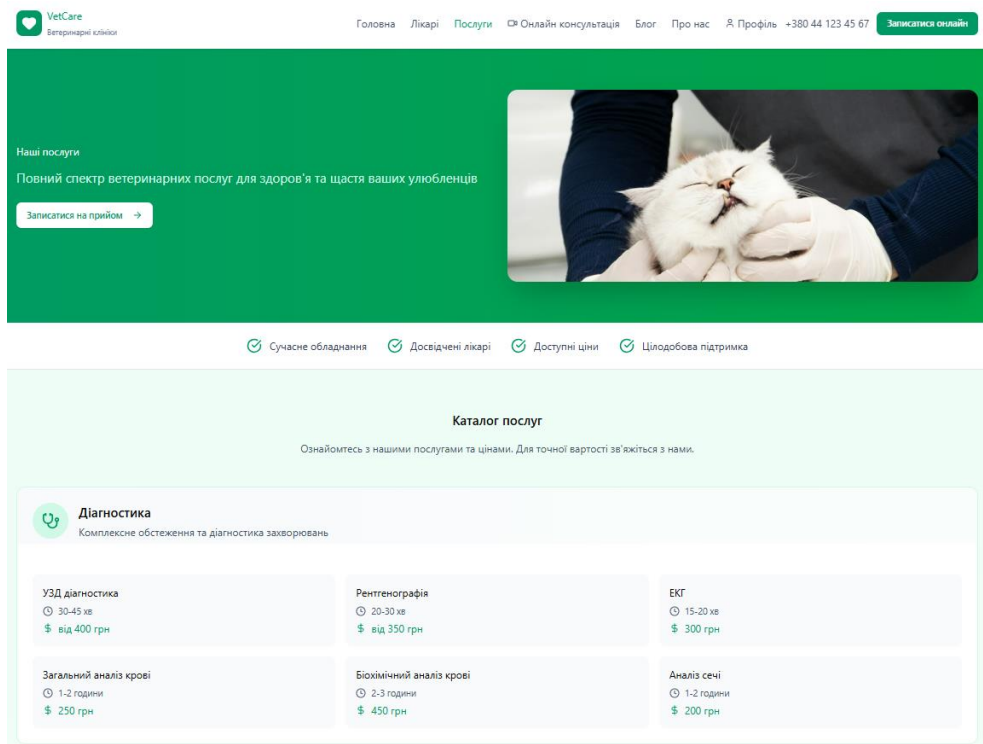 VetCare
Ветеринарні клініки
Головна Лікарі Послуги Онлайн консультація Блог Про нас Профіль +380 44 123 45 67 Записатися онлайн
Наші послуги
Повний спектр ветеринарних послуг для здоров'я та щастя ваших улюбленців
Записатися на прийом →
Сучасне обладнання Досвідчені лікарі Доступні ціни Цілодобова підтримка
Каталог послуг
Ознайомтесь з нашими послугами та цінами. Для точної вартості зв'яжіться з нами.
Діагностика
Комплексне обстеження та діагностика захворювань
УЗД діагностика
30-45 хв
$ від 400 грн
Рентгенографія
20-30 хв
$ від 350 грн
ЕКГ
15-20 хв
$ 300 грн
Загальний аналіз крові
1-2 години
$ 250 грн
Біохімічний аналіз крові
2-3 години
$ 450 грн
Аналіз сечі
1-2 години
$ 200 грн